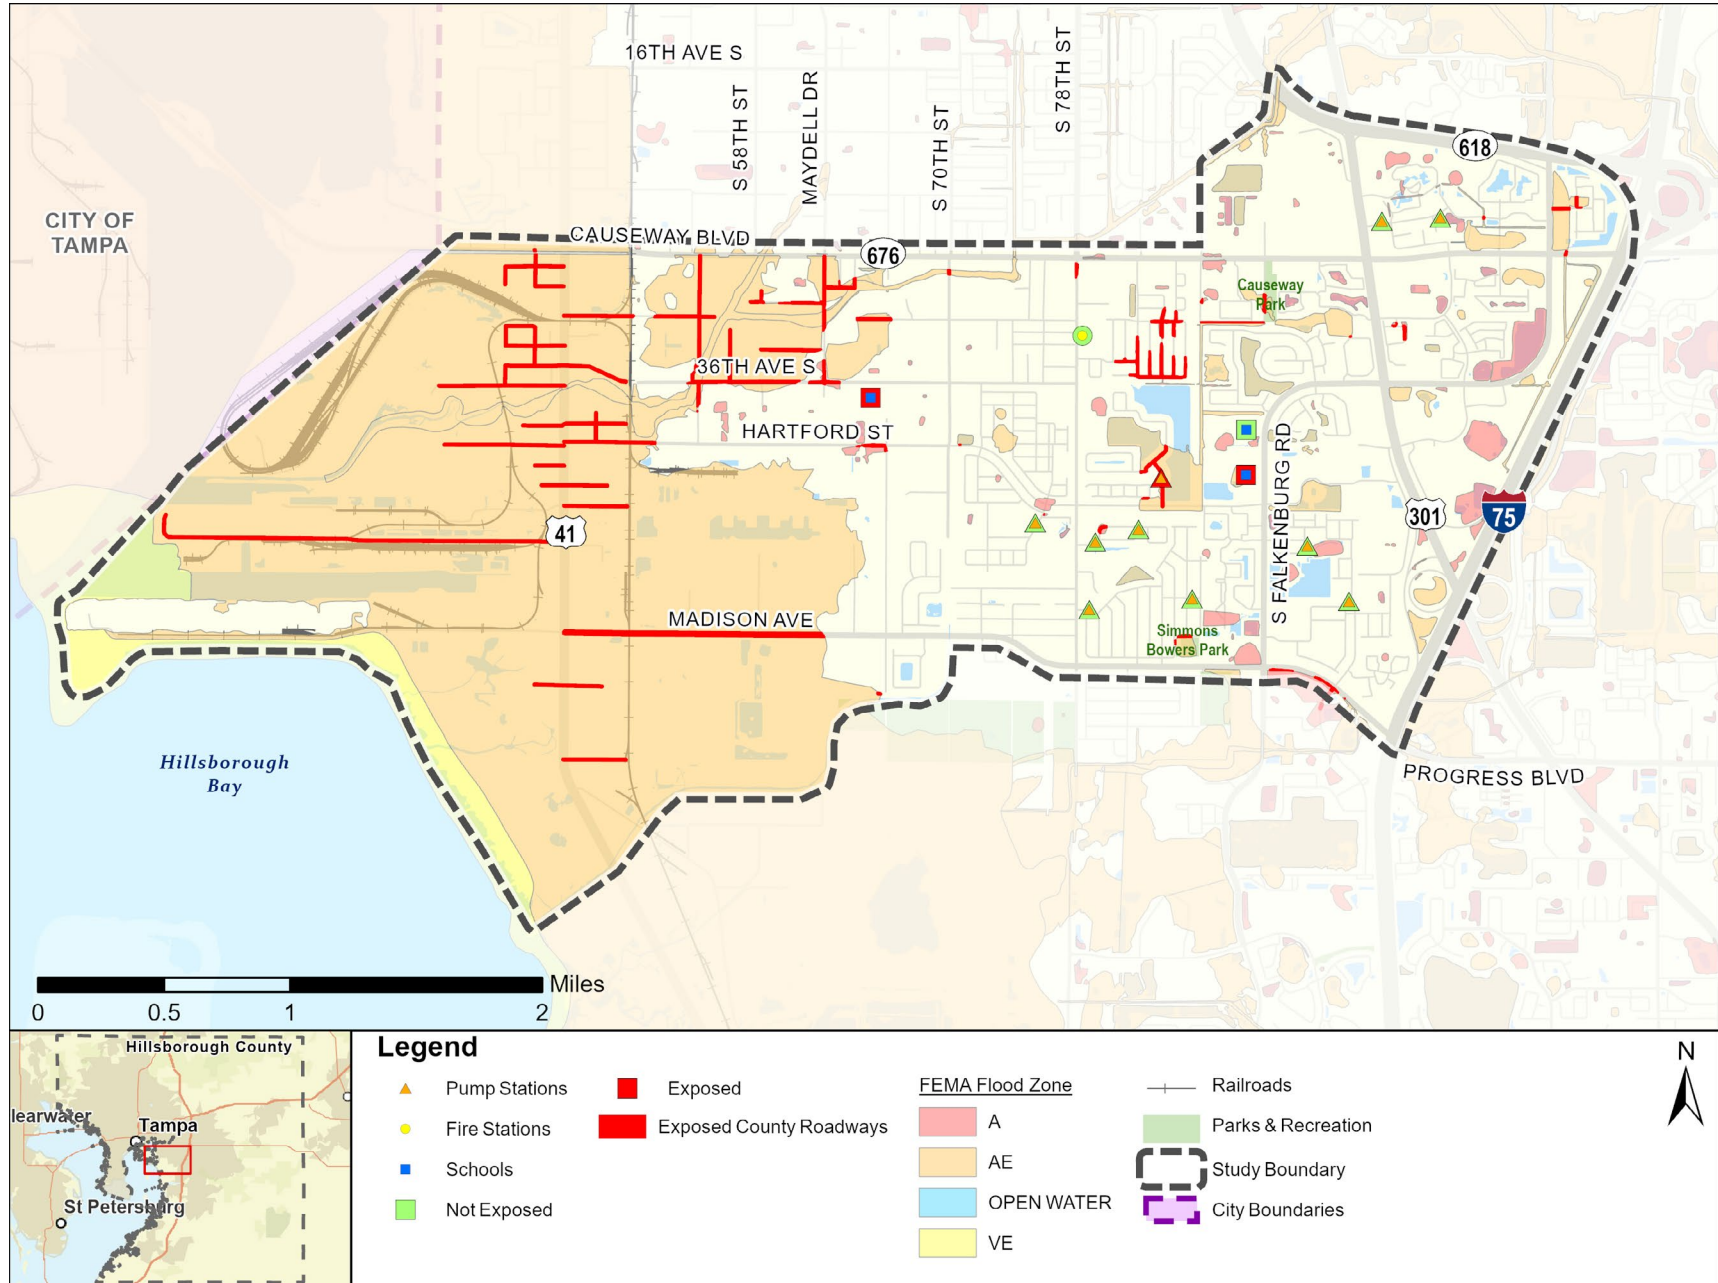 16TH AVE S
S 58TH ST
MAYDELL DR
S 70TH ST
S 78TH ST
618
CITY OF
TAMPA
CAUSEWAY BLVD
676
Causeway
Park
36TH AVE S
HARTFORD ST
S FALKENBURG RD
41
301
75
MADISON AVE
Simmons
Bowers Park
Hillsborough
Bay
PROGRESS BLVD
Miles
0
0.5
1
2
Hillsborough County
learwater
Tampa
St Petersburg
Legend
Pump Stations
Fire Stations
Schools
Not Exposed
Exposed
Exposed County Roadways
FEMA Flood Zone
A
AE
OPEN WATER
VE
Railroads
Parks & Recreation
Study Boundary
City Boundaries
N